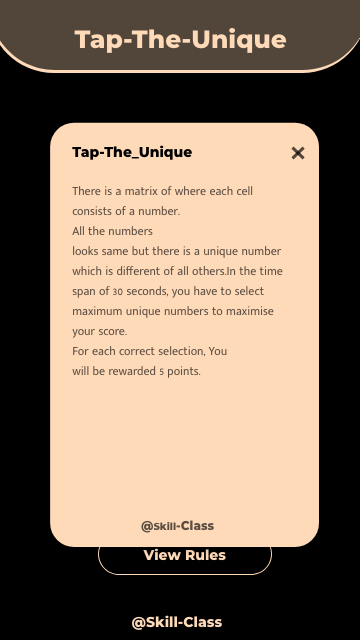 Tap-The-Unique
Tap-The_Unique
×
There is a matrix of where each cell
consists of a number.
All the numbers
looks same but there is a unique number
which is different of all others.In the time
span of 30 seconds, you have to select
maximum unique numbers to maximise
your score.
For each correct selection, You
will be rewarded 5 points.
@Skill-Class
View Rules
@Skill-Class